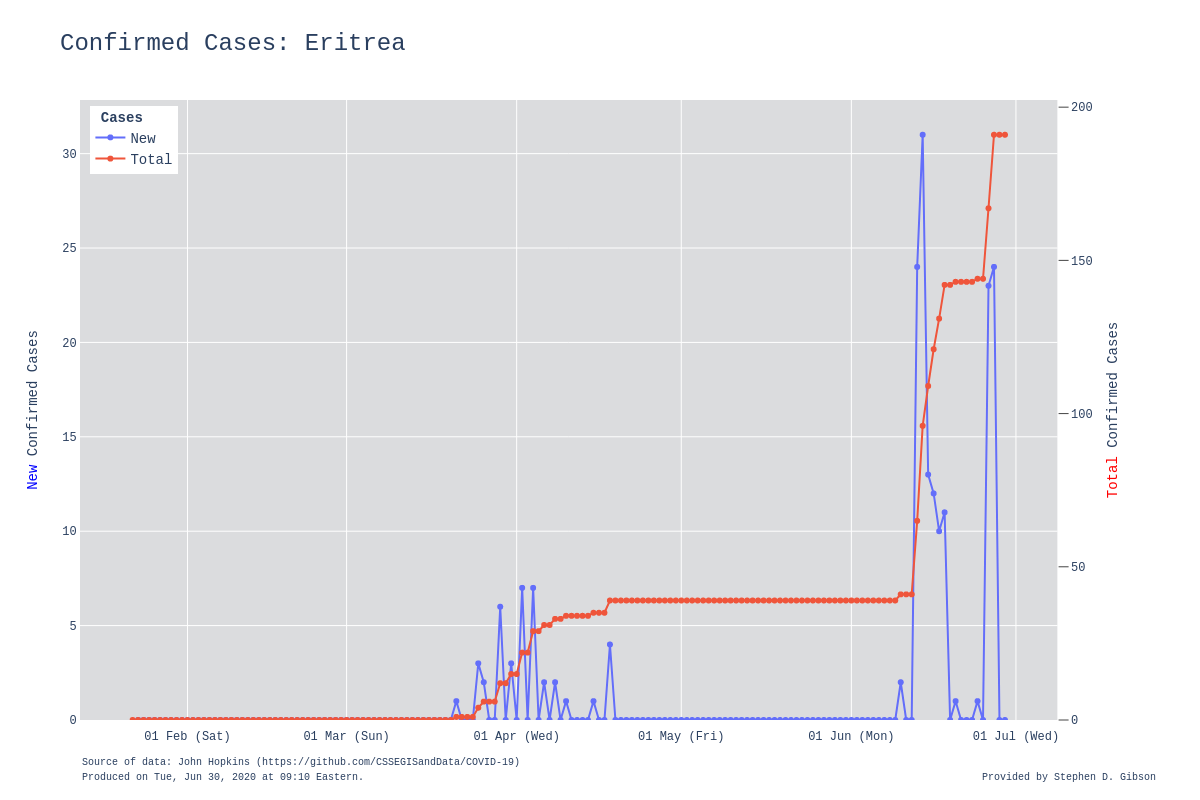 Confirmed Cases: Eritrea
Cases
New
Total
30
25
20
15
10
5
0
New Confirmed Cases
200
150
100
50
0
Total Confirmed Cases
01 Feb (Sat)
01 Mar (Sun)
01 Apr (Wed)
01 May (Fri)
01 Jun (Mon)
01 Jul (Wed)
Source of data: John Hopkins (https://github.com/CSSEGISandData/COVID-19)
Produced on Tue, Jun 30, 2020 at 09:10 Eastern.
Provided by Stephen D. Gibson